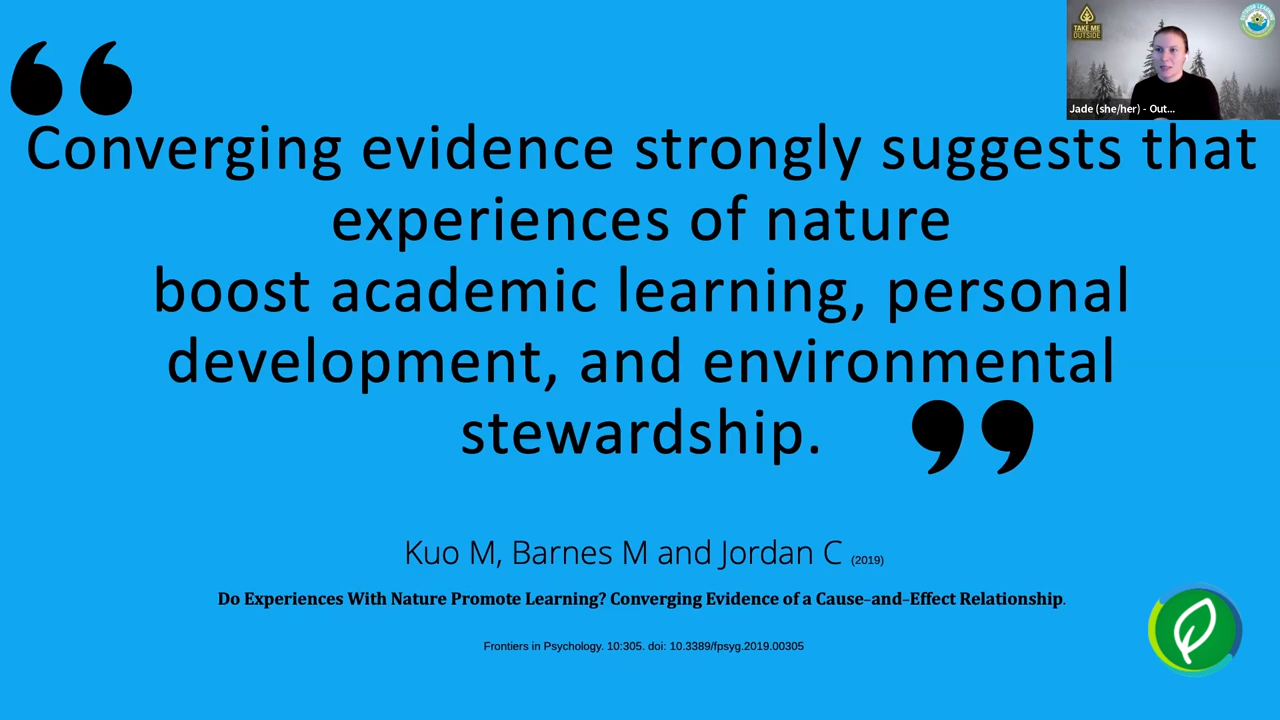 TAKE ME
OUTSIDE
OUTDOOR LEARNING
Jade (she/her) - Out...
“
Converging evidence strongly suggests that
experiences of nature
boost academic learning, personal
development, and environmental
stewardship. ”
Kuo M, Barnes M and Jordan C (2019)
Do Experiences With Nature Promote Learning? Converging Evidence of a Cause-and-Effect Relationship.
Frontiers in Psychology. 10:305. doi: 10.3389/fpsyg.2019.00305